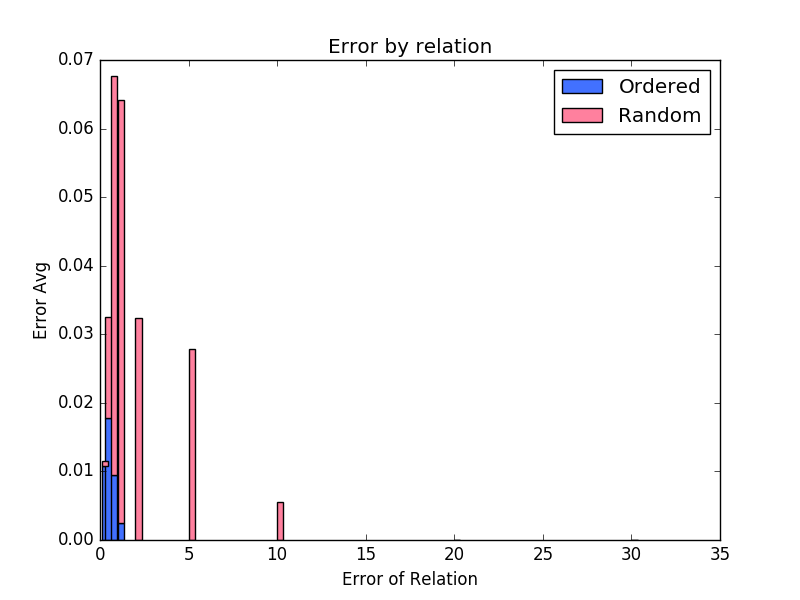 Error by relation
Ordered
Random
0.07
0.06
0.05
0.04
0.03
0.02
0.01
0.00
Error Avg
0 5 10 15 20 25 30 35
Error of Relation